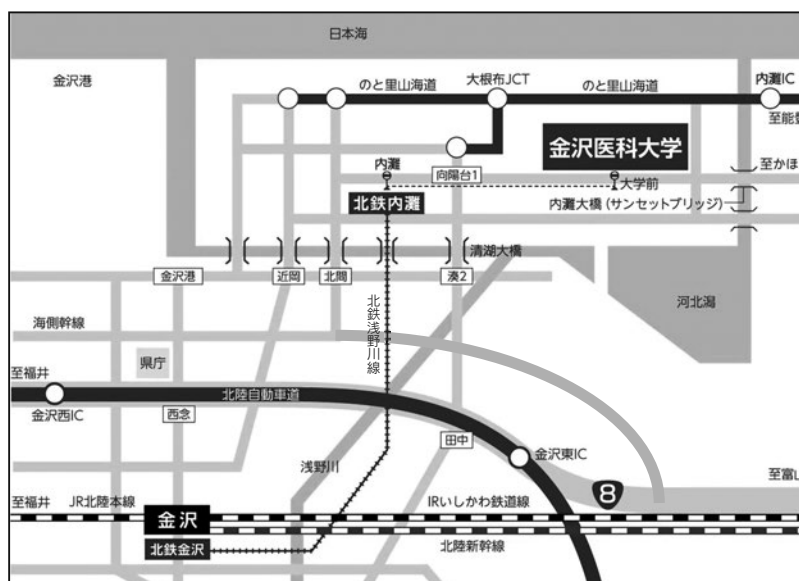 日本海
金沢港
のと里山海道
大根布JCT
のと里山海道
内灘IC
至能登
向陽台1
金沢医科大学
内灘
大学前
至かほ
北鉄内灘
内灘大橋（サンセットブリッジ）
清湖大橋
金沢港
近岡
北間
湊2
河北潟
海側幹線
北鉄浅野川線
県庁
至福井
金沢西IC
北陸自動車道
西念
田中
金沢東IC
浅野川
8
至富山
至福井
JR北陸本線
金沢
IRいしかわ鉄道線
北鉄金沢
北陸新幹線